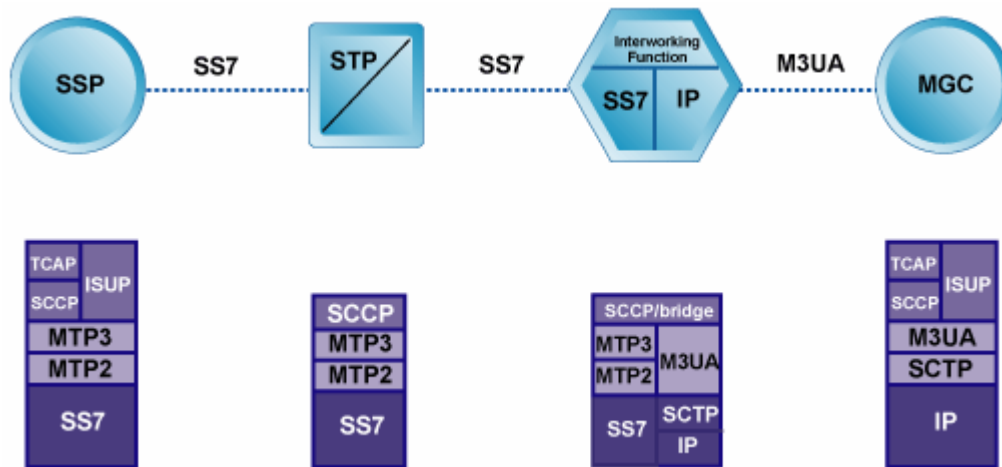 SSP
SS7
STP
SS7
Interworking
Function
SS7
IP
M3UA
MGC
TCAP
ISUP
SCCP
MTP3
MTP2
SS7
SCCP
MTP3
MTP2
SS7
SCCP/bridge
MTP3
M3UA
MTP2
SS7
SCTP
IP
TCAP
ISUP
SCCP
M3UA
SCTP
IP